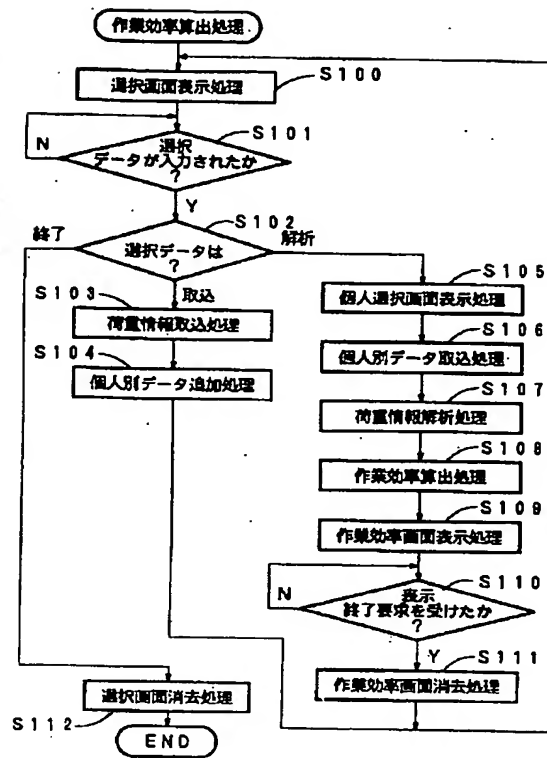 作業効率算出処理
選択画面表示処理
S100
S101
選択
データが入力されたか
?
N
Y
S102
選択データは
?
終了
解析
取込
S103
荷重情報取込処理
S104
個人別データ追加処理
S105
個人選択画面表示処理
S106
個人別データ取込処理
S107
荷重情報解析処理
S108
作業効率算出処理
S109
作業効率画面表示処理
S110
表示
終了要求を受けたか
?
N
Y
S111
作業効率画面消去処理
選択画面消去処理
S112
END